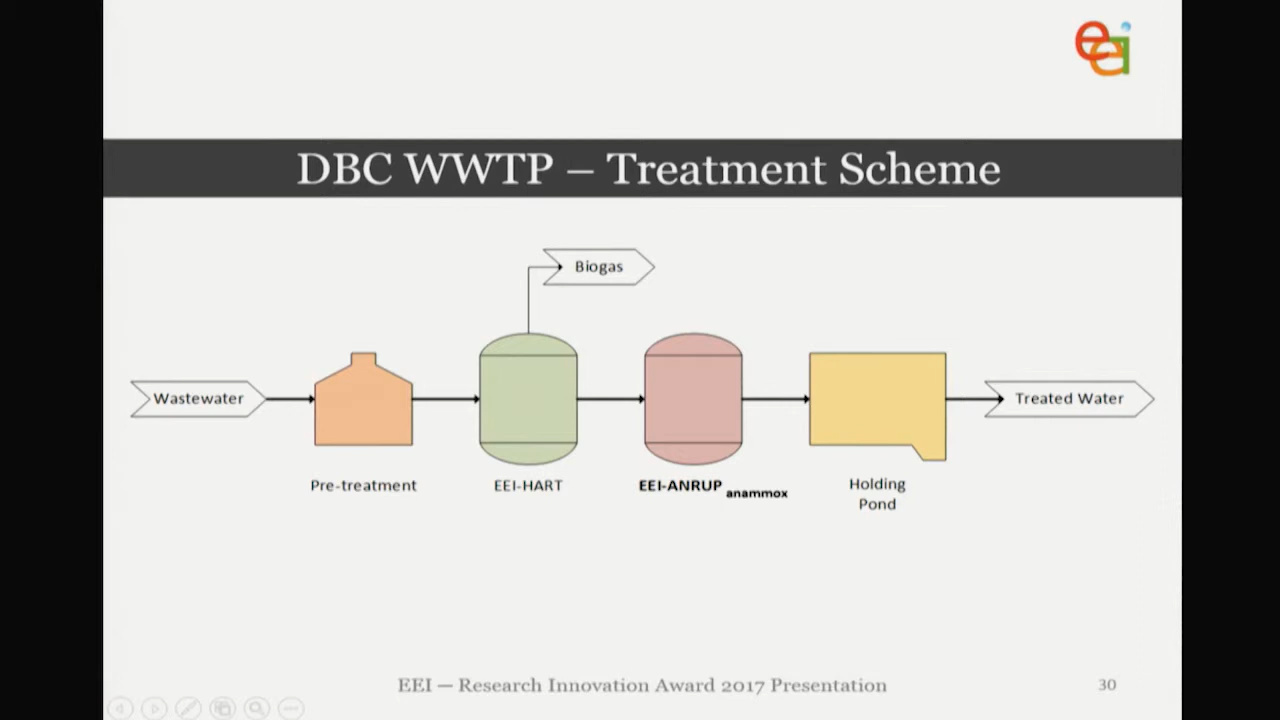 eei
DBC WWTP – Treatment Scheme
Biogas
Wastewater
Treated Water
Pre-treatment
EEI-HART
EEI-ANRUP anammox
Holding
Pond
EEI — Research Innovation Award 2017 Presentation
30